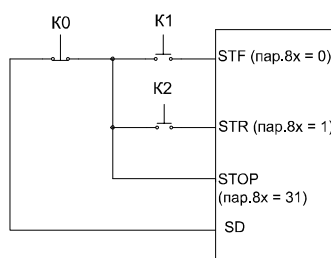 K0
K1
STF (пар.8x = 0)
K2
STR (пар.8x = 1)
STOP
(пар.8x = 31)
SD